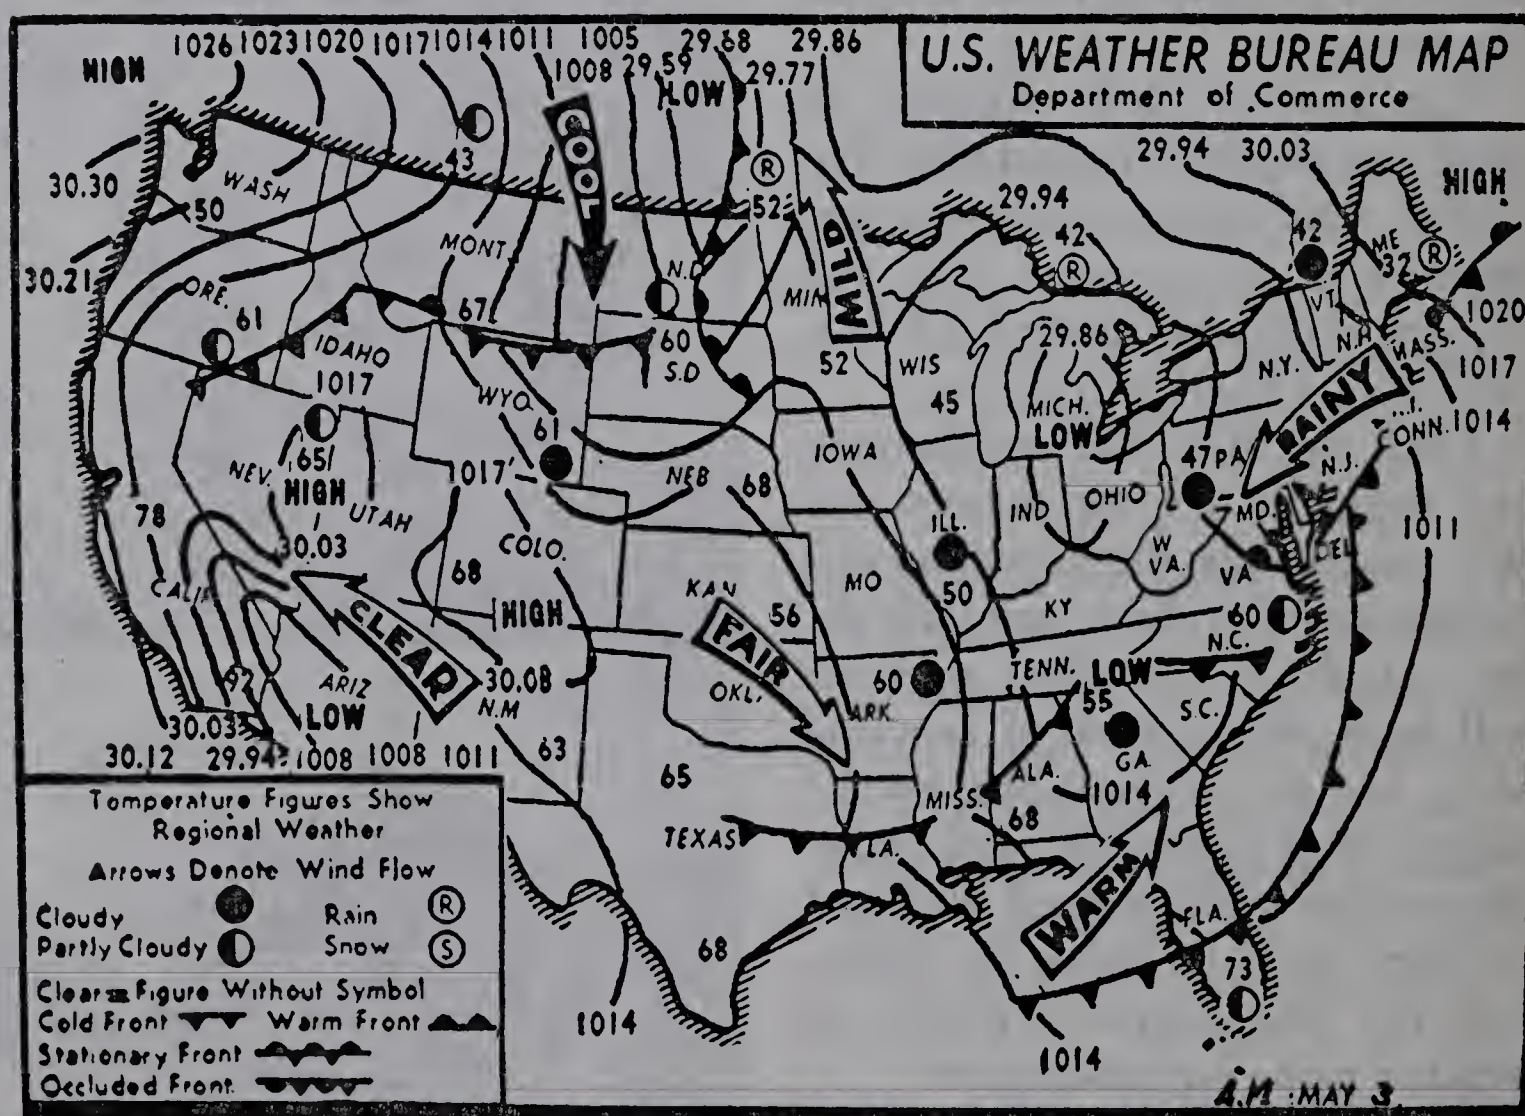 1026 1023 1020 1017 1014 1011 1005 29.68 29.86
HIGH 1008 29.59 LOW 29.77
U.S. WEATHER BUREAU MAP
Department of Commerce
COOL
43
R
29.94 30.03
30.30 WASH
50
52
HIGH
29.94
42
R
42
ME
32
R
MONT.
MILD
30.21
ORE.
61
67
N.D
MIN
VT.
N.H
1020
IDAHO
60
S.D
52
WIS
29.86
N.Y.
MASS.
1017
1017
WYO.
45
MICH.
LOW
RAINY
61
IOWA
CONN. 1014
NEV.
65
HIGH
UTAH
1017
NEB
68
OHIO
47 PA
N.J.
78
30.03
COLO.
ILL.
IND
MD.
DEL
1011
CALIF
68
KAN
MO
50
W
VA.
VA
CLEAR
HIGH
56
KY
60
FAIR
N.C.
ARIZ
LOW
30.08
N.M
OKL.
60
ARK.
TENN.
LOW
55
S.C.
30.03
30.12 29.94 1008 1008 1011
63
65
ALA.
GA.
1014
TEXAS
LA.
MISS.
68
WARM
FLA.
68
73
1014
1014
Temperature Figures Show
Regional Weather
Arrows Denote Wind Flow
Cloudy Rain R
Partly Cloudy Snow S
Clear = Figure Without Symbol
Cold Front Warm Front
Stationary Front
Occluded Front
A.M. MAY 3